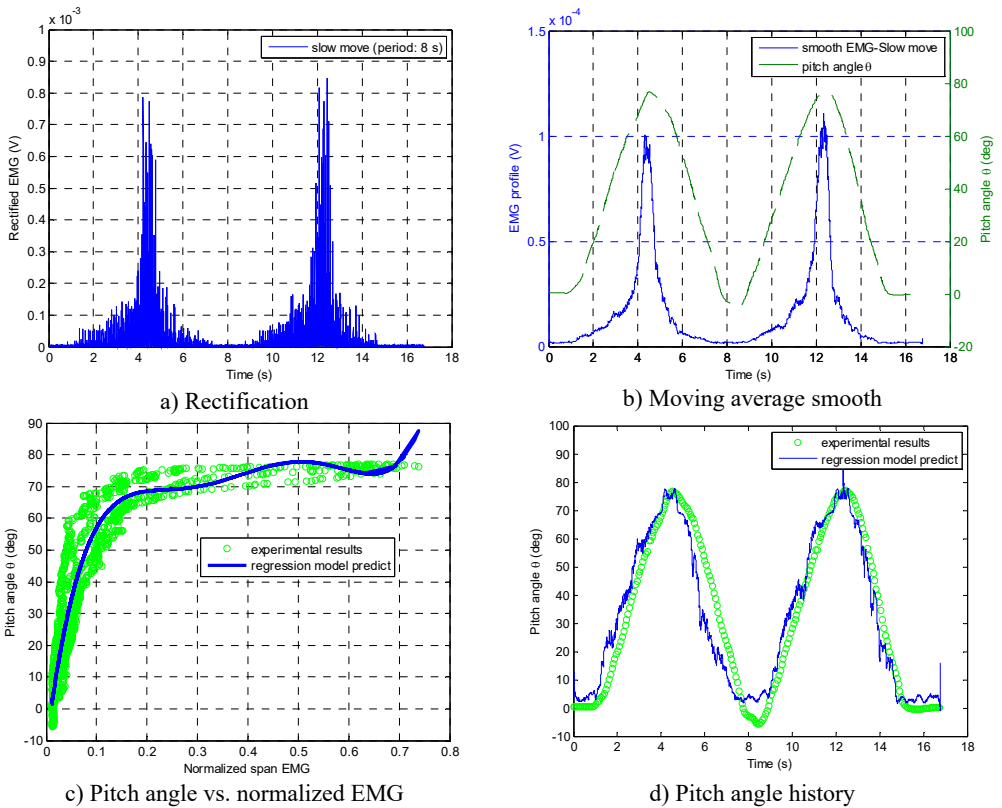 x 10^-3
1
0.9
0.8
0.7
0.6
0.5
0.4
0.3
0.2
0.1
0
Rectified EMG (V)
slow move (period: 8 s)
0 2 4 6 8 10 12 14 16 18
Time (s)
a) Rectification
x 10^-4
1.5
1
0.5
0
EMG profile (V)
smooth EMG-Slow move
pitch angle θ
100
80
60
40
20
0
-20
Pitch angle θ (deg)
0 2 4 6 8 10 12 14 16 18
Time (s)
b) Moving average smooth
90
80
70
60
50
40
30
20
10
0
-10
Pitch angle θ (deg)
experimental results
regression model predict
0 0.1 0.2 0.3 0.4 0.5 0.6 0.7 0.8
Normalized span EMG
c) Pitch angle vs. normalized EMG
100
90
80
70
60
50
40
30
20
10
0
-10
Pitch angle θ (deg)
experimental results
regression model predict
0 2 4 6 8 10 12 14 16 18
Time (s)
d) Pitch angle history